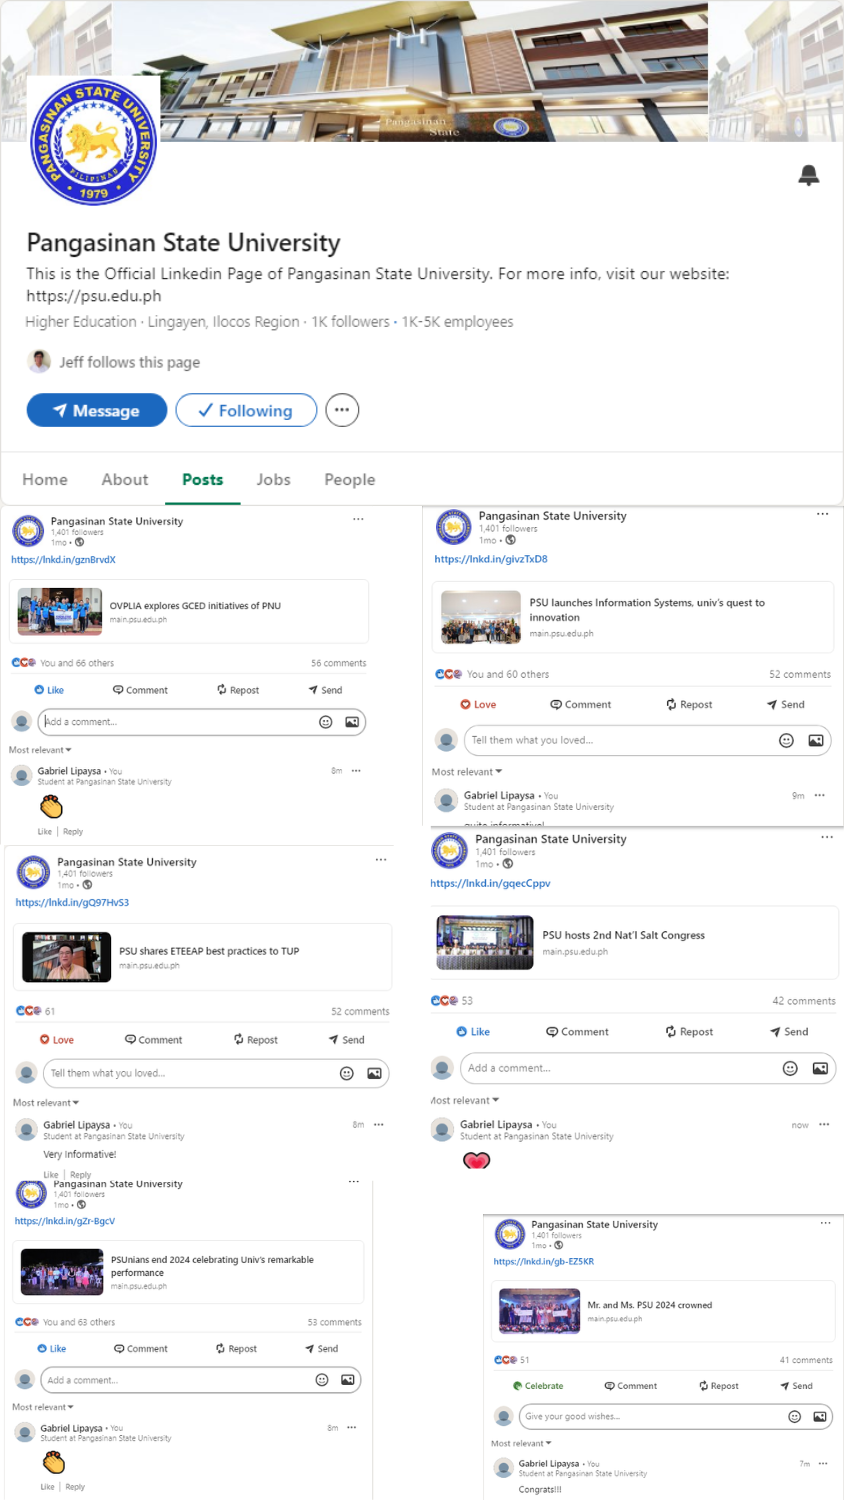 PANGASINAN STATE UNIVERSITY
FILIPINAS
1979
Pangasinan
State
Pangasinan State University
This is the Official Linkedin Page of Pangasinan State University. For more info, visit our website:
https://psu.edu.ph
Higher Education · Lingayen, Ilocos Region · 1K followers · 1K-5K employees
Jeff follows this page
Message
Following
Home
About
Posts
Jobs
People
Pangasinan State University
1,401 followers
1mo •
https://lnkd.in/gznBrvdX
OVPLIA explores GCED initiatives of PNU
main.psu.edu.ph
You and 66 others 56 comments
Like Comment Repost Send
Add a comment...
Most relevant
Gabriel Lipaysa • You 8m
Student at Pangasinan State University
Like | Reply
Pangasinan State University
1,401 followers
1mo •
https://lnkd.in/givzTxD8
PSU launches Information Systems, univ's quest to
innovation
main.psu.edu.ph
You and 60 others 52 comments
Love Comment Repost Send
Tell them what you loved...
Most relevant
Gabriel Lipaysa • You 9m
Student at Pangasinan State University
quite informative!
Pangasinan State University
1,401 followers
1mo •
https://lnkd.in/gQ97HvS3
PSU shares ETEEAP best practices to TUP
main.psu.edu.ph
61 52 comments
Love Comment Repost Send
Tell them what you loved...
Most relevant
Gabriel Lipaysa • You 8m
Student at Pangasinan State University
Very informative!
Like | Reply
Pangasinan State University
1,401 followers
1mo •
https://lnkd.in/gqecCppv
PSU hosts 2nd Nat'l Salt Congress
main.psu.edu.ph
53 42 comments
Like Comment Repost Send
Add a comment...
Most relevant
Gabriel Lipaysa • You now
Student at Pangasinan State University
Pangasinan State University
1,401 followers
1mo •
https://lnkd.in/gZr-BgcV
PSUnians end 2024 celebrating Univ's remarkable
performance
main.psu.edu.ph
You and 63 others 53 comments
Like Comment Repost Send
Add a comment...
Most relevant
Gabriel Lipaysa • You 8m
Student at Pangasinan State University
Like | Reply
Pangasinan State University
1,401 followers
1mo •
https://lnkd.in/gb-EZ5KR
Mr. and Ms. PSU 2024 crowned
main.psu.edu.ph
51 41 comments
Celebrate Comment Repost Send
Give your good wishes...
Most relevant
Gabriel Lipaysa • You 7m
Student at Pangasinan State University
Congrats!!!